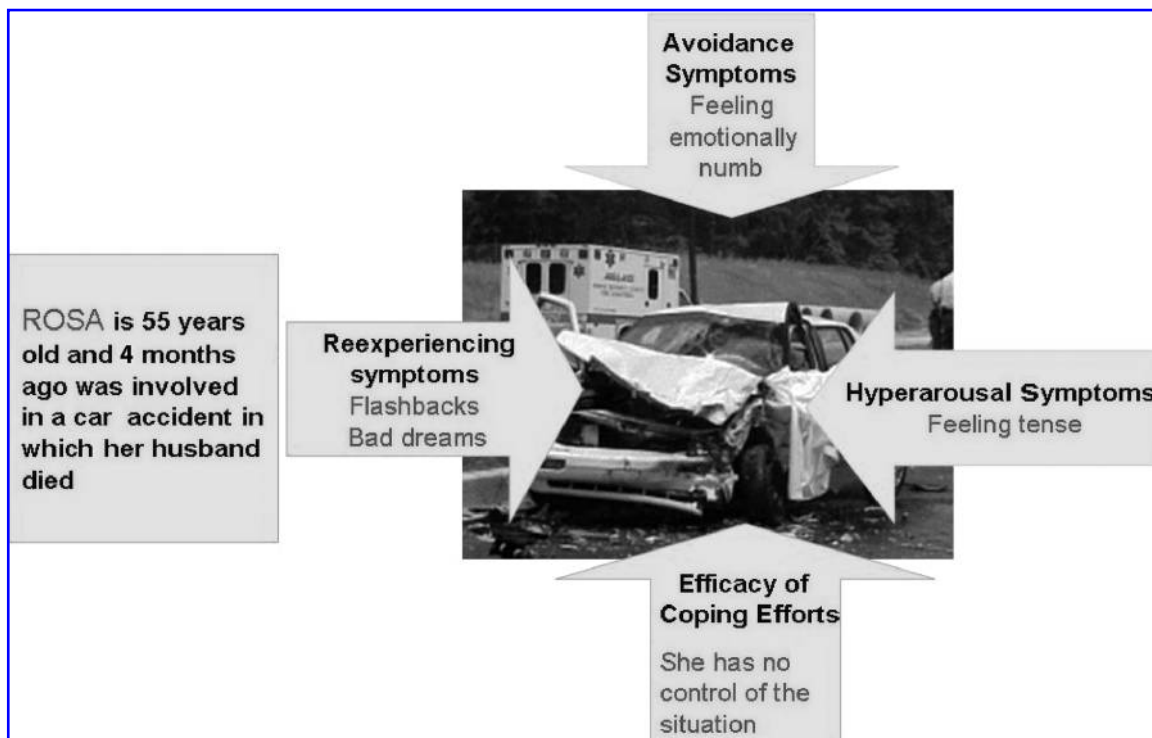 Avoidance
Symptoms
Feeling
emotionally
numb
ROSA is 55 years
old and 4 months
ago was involved
in a car accident in
which her husband
died
Reexperiencing
symptoms
Flashbacks
Bad dreams
Hyperarousal Symptoms
Feeling tense
Efficacy of
Coping Efforts
She has no
control of the
situation